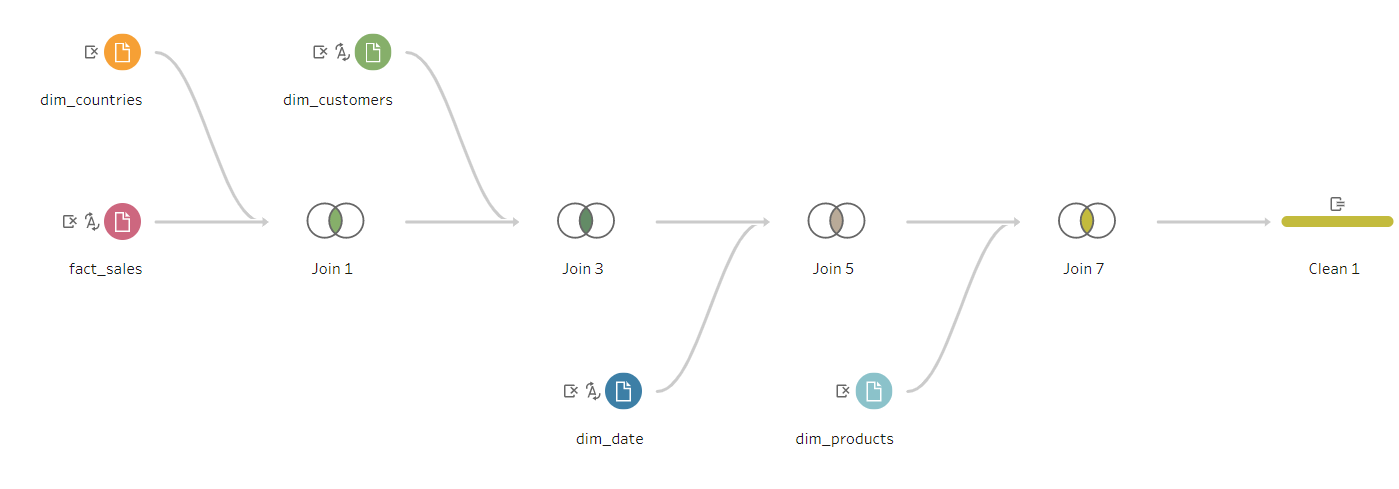 dim_countries
dim_customers
fact_sales
Join 1
Join 3
Join 5
Join 7
Clean 1
dim_date
dim_products